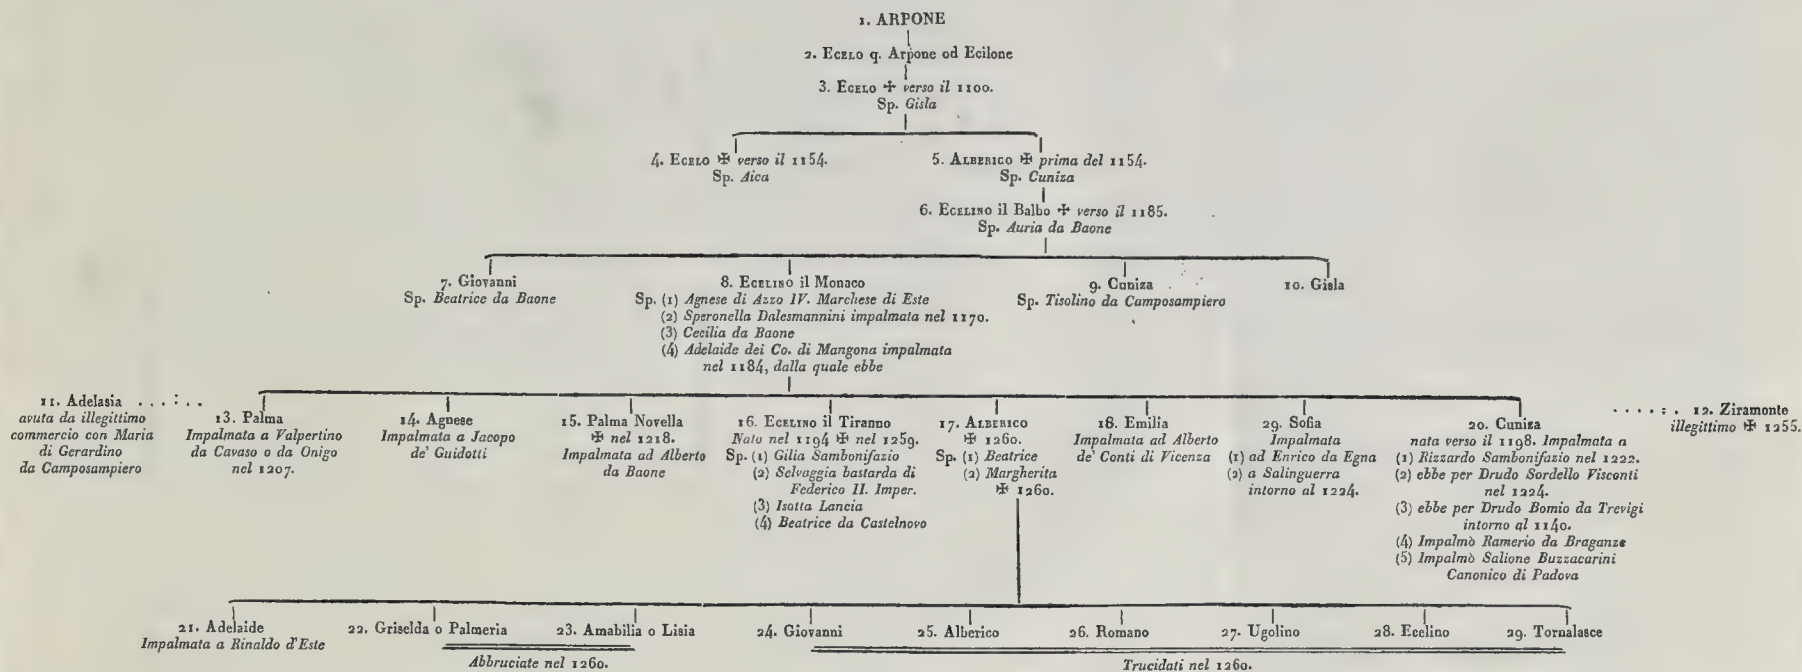 1. ARPONE
2. ECELO q. Arpone od Ecilone
3. ECELO ✢ verso il 1100.
Sp. Gisla
4. ECELO ✠ verso il 1154.
Sp. Aica
5. ALBERICO ✠ prima del 1154.
Sp. Cuniza
6. ECELINO il Balbo ✢ verso il 1185.
Sp. Auria da Baone
7. Giovanni
Sp. Beatrice da Baone
8. ECELINO il Monaco
Sp. (1) Agnese di Azzo IV. Marchese di Este
(2) Speronella Dalesmannini impalmata nel 1170.
(3) Cecilia da Baone
(4) Adelaide dei Co. di Mangona impalmata
nel 1184, dalla quale ebbe
9. Cuniza
Sp. Tisolino da Camposampiero
10. Gisla
11. Adelasia . . . : . .
avuta da illegittimo
commercio con Maria
di Gerardino
da Camposampiero
13. Palma
Impalmata a Valpertino
da Cavaso o da Onigo
nel 1207.
14. Agnese
Impalmata a Jacopo
de' Guidotti
15. Palma Novella
✠ nel 1218.
Impalmata ad Alberto
da Baone
16. ECELINO il Tiranno
Nato nel 1194 ✠ nel 1259.
Sp. (1) Gilia Sambonifazio
(2) Selvaggia bastarda di
Federico II. Imper.
(3) Isotta Lancia
(4) Beatrice da Castelnovo
17. ALBERICO
✠ 1260.
Sp. (1) Beatrice
(2) Margherita
✠ 1260.
18. Emilia
Impalmata ad Alberto
de' Conti di Vicenza
29. Sofia
Impalmata
(1) ad Enrico da Egna
(2) a Salinguerra
intorno al 1224.
20. Cuniza
nata verso il 1198. Impalmata a
(1) Rizzardo Sambonifazio nel 1222.
(2) ebbe per Drudo Sordello Visconti
nel 1224.
(3) ebbe per Drudo Bomio da Trevigi
intorno al 1140.
(4) Impalmò Ramerio da Braganze
(5) Impalmò Salione Buzzacarini
Canonico di Padova
. . . . : . 12. Ziramonte
illegittimo ✠ 1255.
21. Adelaide
Impalmata a Rinaldo d'Este
22. Griselda o Palmeria
23. Amabilia o Lisia
Abbruciate nel 1260.
24. Giovanni
25. Alberico
26. Romano
27. Ugolino
28. Ecelino
29. Tornalasce
Trucidati nel 1260.